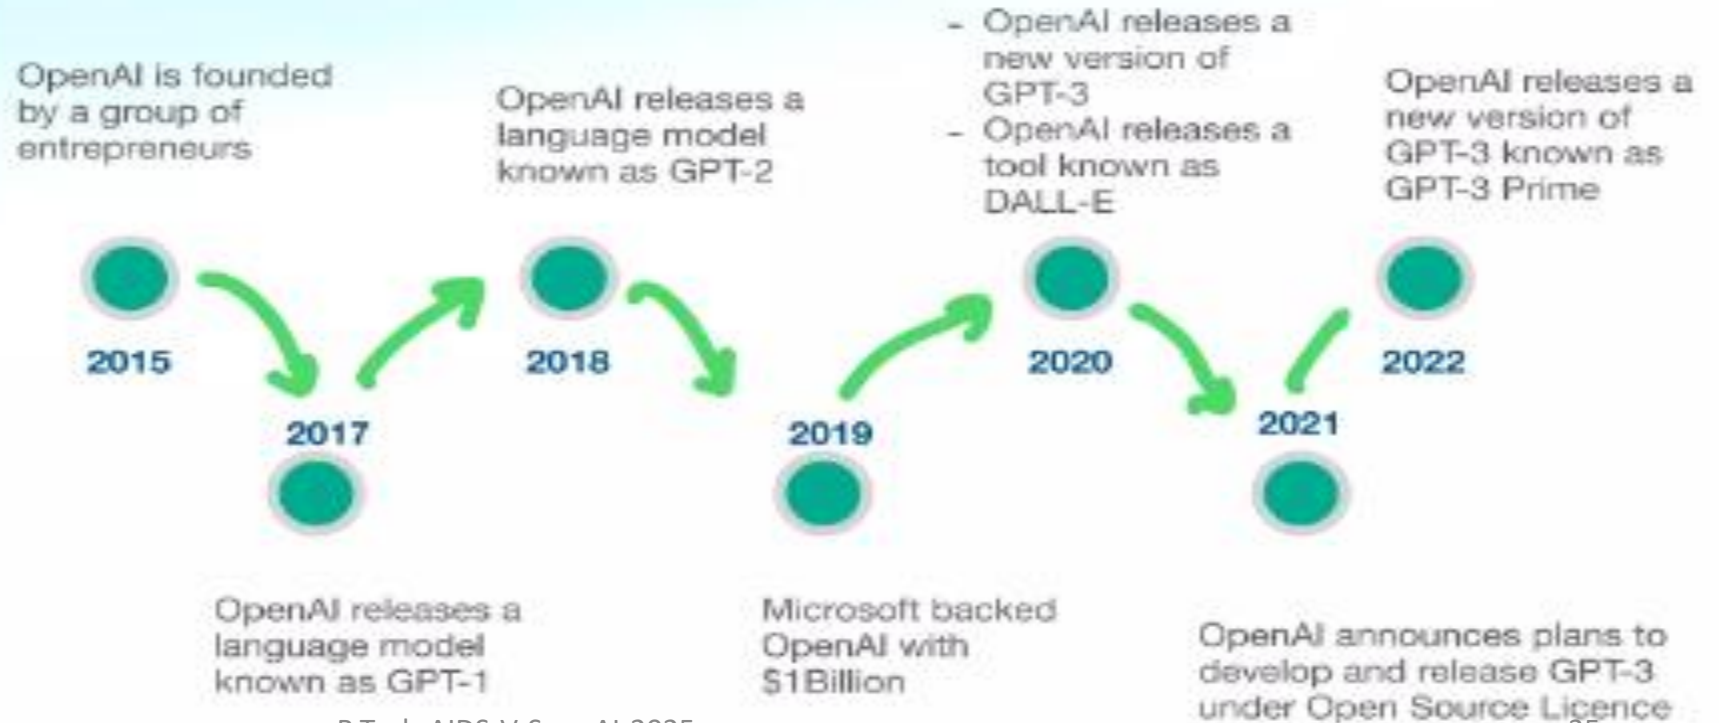 OpenAI is founded
by a group of
entrepreneurs
2015
2017
OpenAI releases a
language model
known as GPT-1
OpenAI releases a
language model
known as GPT-2
2018
2019
Microsoft backed
OpenAI with
$1Billion
- OpenAI releases a
new version of
GPT-3
- OpenAI releases a
tool known as
DALL-E
2020
2021
OpenAI announces plans to
develop and release GPT-3
under Open Source Licence
OpenAI releases a
new version of
GPT-3 known as
GPT-3 Prime
2022